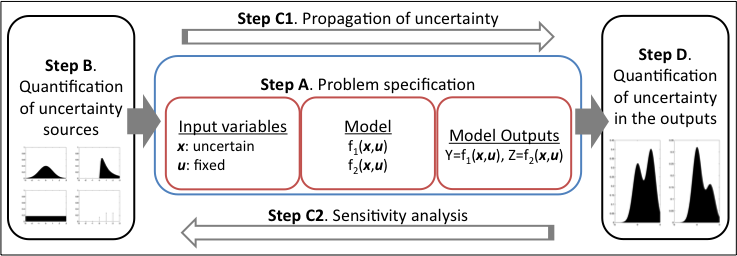 Step C1. Propagation of uncertainty
Step B.
Quantification
of uncertainty
sources
Step A. Problem specification
Input variables
x: uncertain
u: fixed
Model
f1(x,u)
f2(x,u)
Model Outputs
Y=f1(x,u), Z=f2(x,u)
Step D.
Quantification
of uncertainty
in the outputs
Step C2. Sensitivity analysis